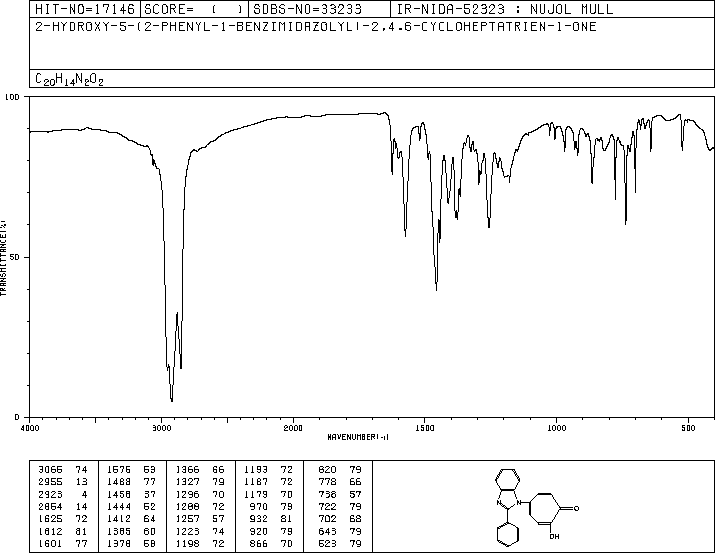 HIT-NO=17146 SCORE= ( ) SDBS-NO=33233 IR-NIDA-52323 : NUJOL MULL
2-HYDROXY-5-(2-PHENYL-1-BENZIMIDAZOLYL)-2,4,6-CYCLOHEPTATRIEN-1-ONE
C20H14N2O2
100
50
0
TRANSMITTANCE(%)
4000 3000 2000 1500 1000 500
WAVENUMBER(-1)
3065 74 1576 53 1366 66 1193 72 820 79
2955 13 1488 77 1327 79 1187 72 778 66
2923 4 1458 37 1296 70 1179 70 736 57
2854 14 1444 52 1288 72 970 79 722 79
1625 72 1412 64 1257 57 932 81 702 68
1612 81 1385 60 1223 74 920 79 643 79
1601 77 1378 58 1198 72 866 70 523 79
N
N
O
OH